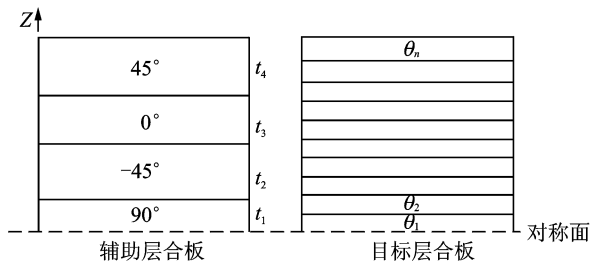 Z
45° t₄
0° t₃
−45° t₂
90° t₁
辅助层合板
θₙ
θ₂
θ₁
目标层合板
对称面